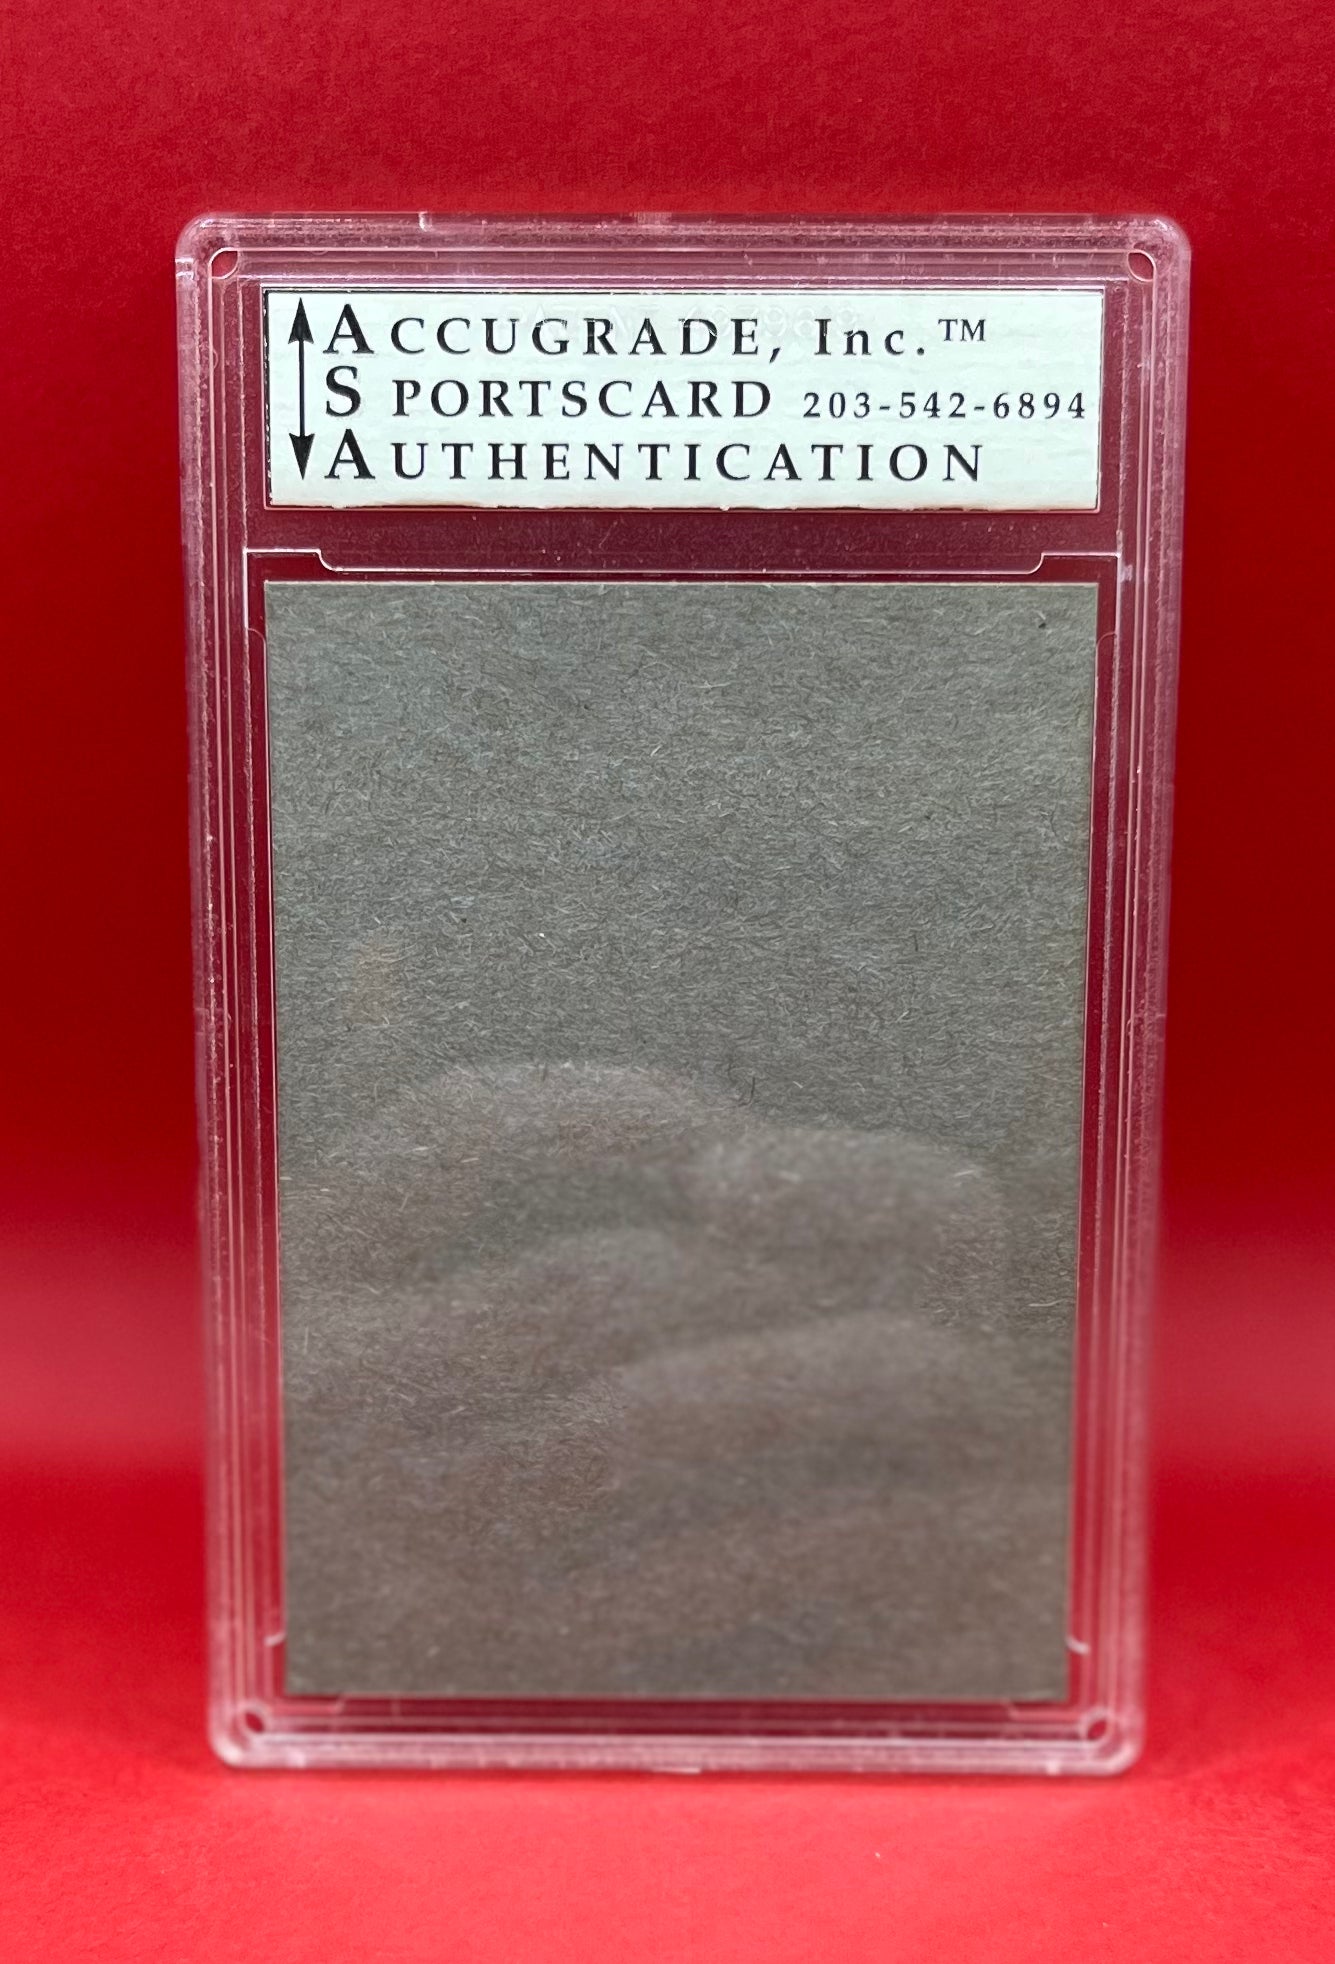 ACCUGRADE, Inc.™
SPORTSCARD 203-542-6894
AUTHENTICATION